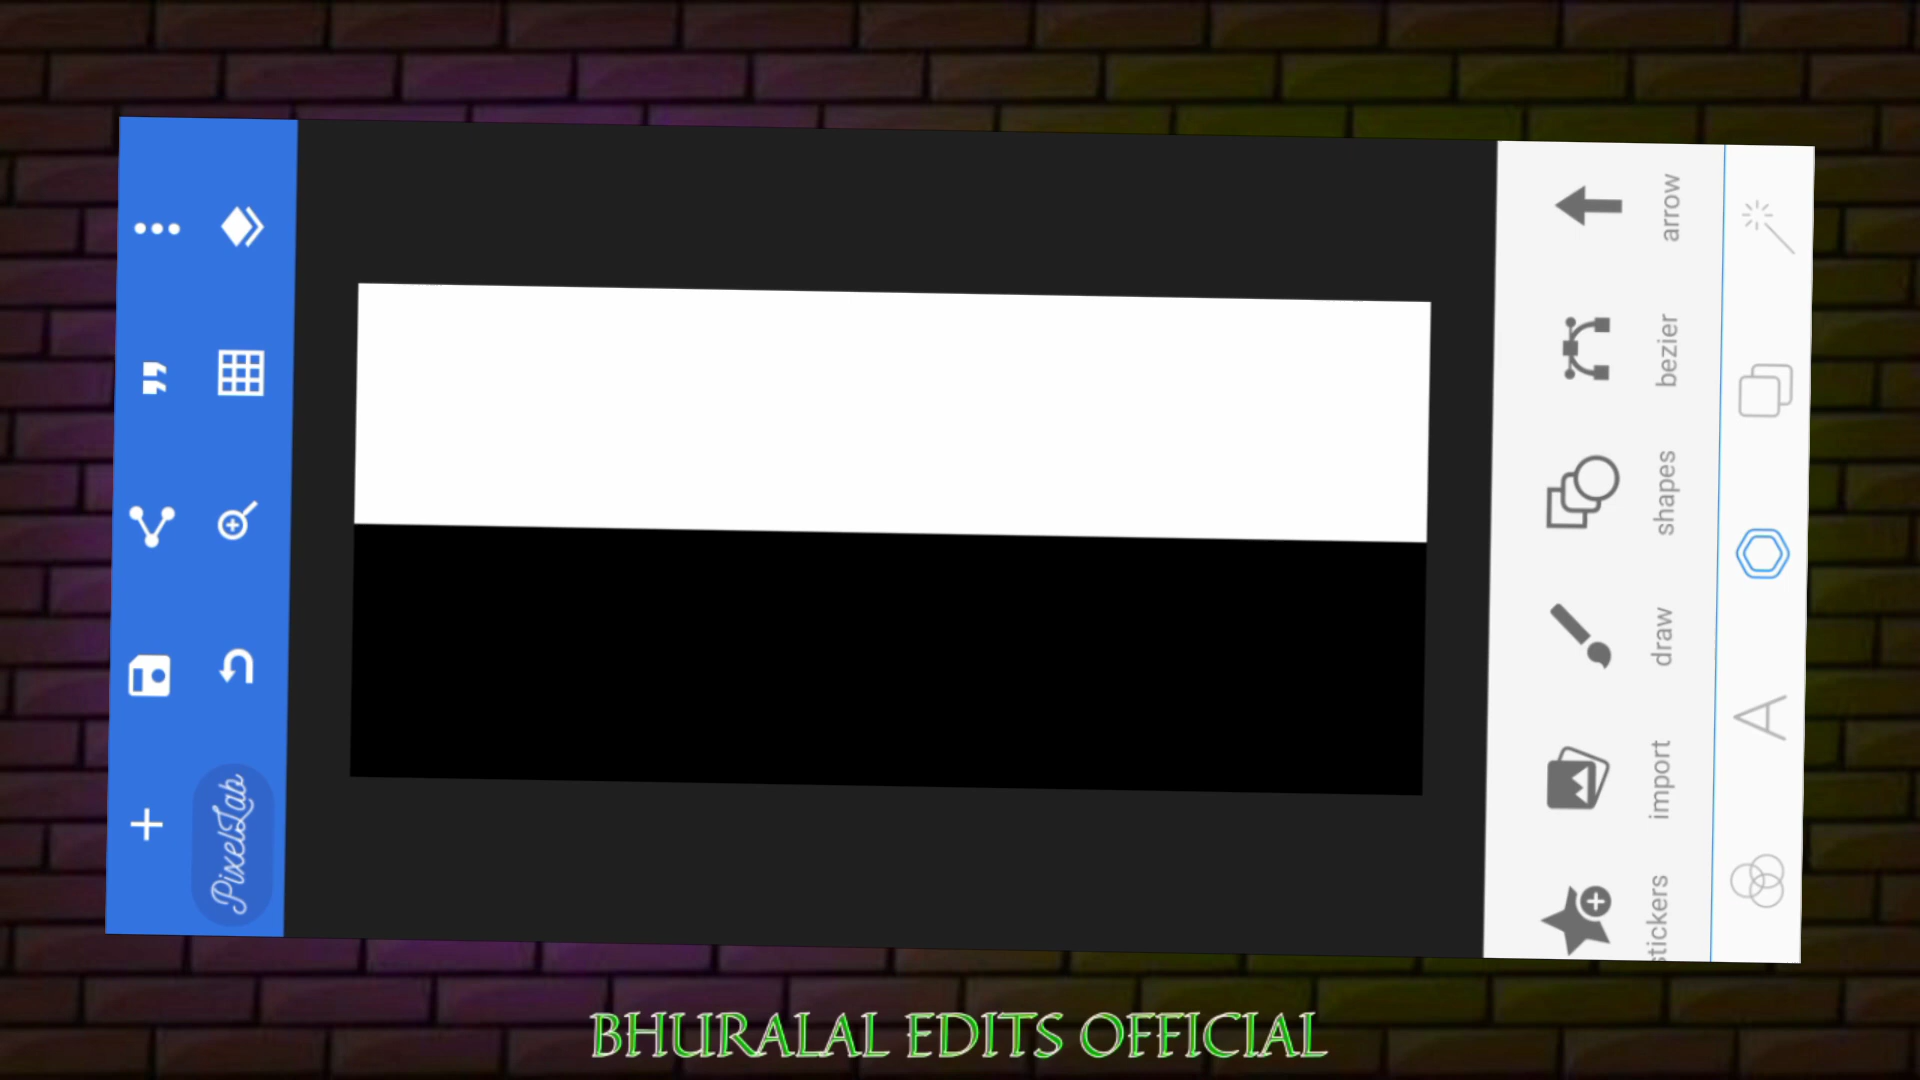 PixelLab
stickers
import
draw
shapes
bezier
arrow
BHURALAL EDITS OFFICIAL